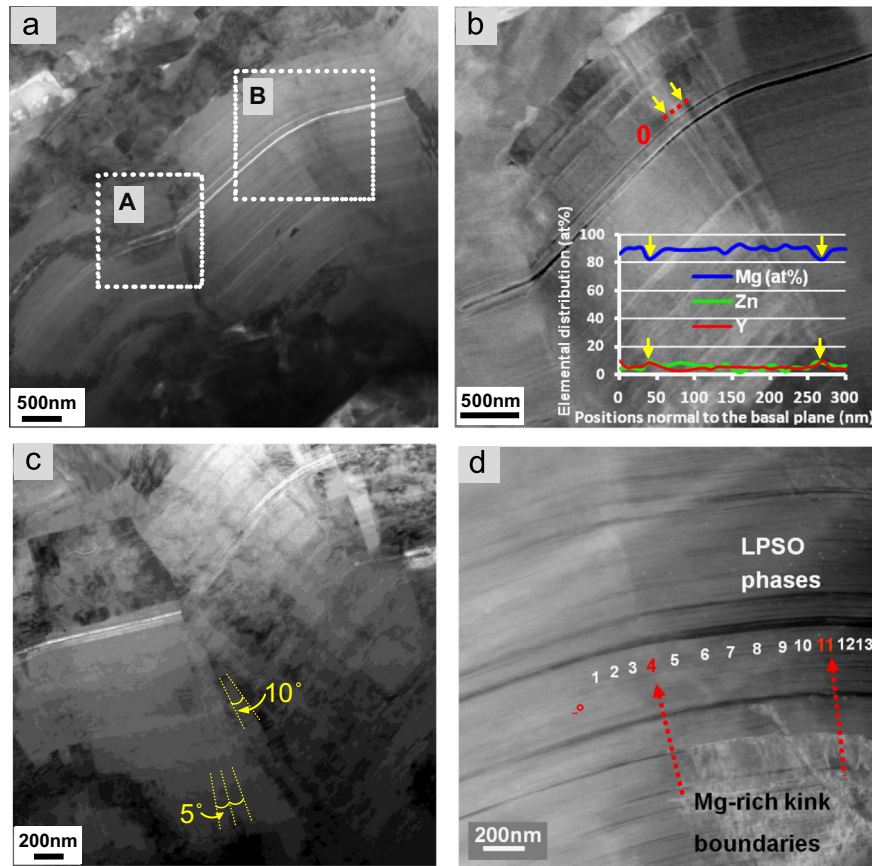 a
B
A
500nm
b
0
Elemental distribution (at%)
100
80
60
40
20
0
Mg (at%)
Zn
Y
0 50 100 150 200 250 300
Positions normal to the basal plane (nm)
500nm
c
10°
5°
200nm
d
LPSO
phases
1 2 3 4 5 6 7 8 9 10 11 12 13
Mg-rich kink
boundaries
200nm